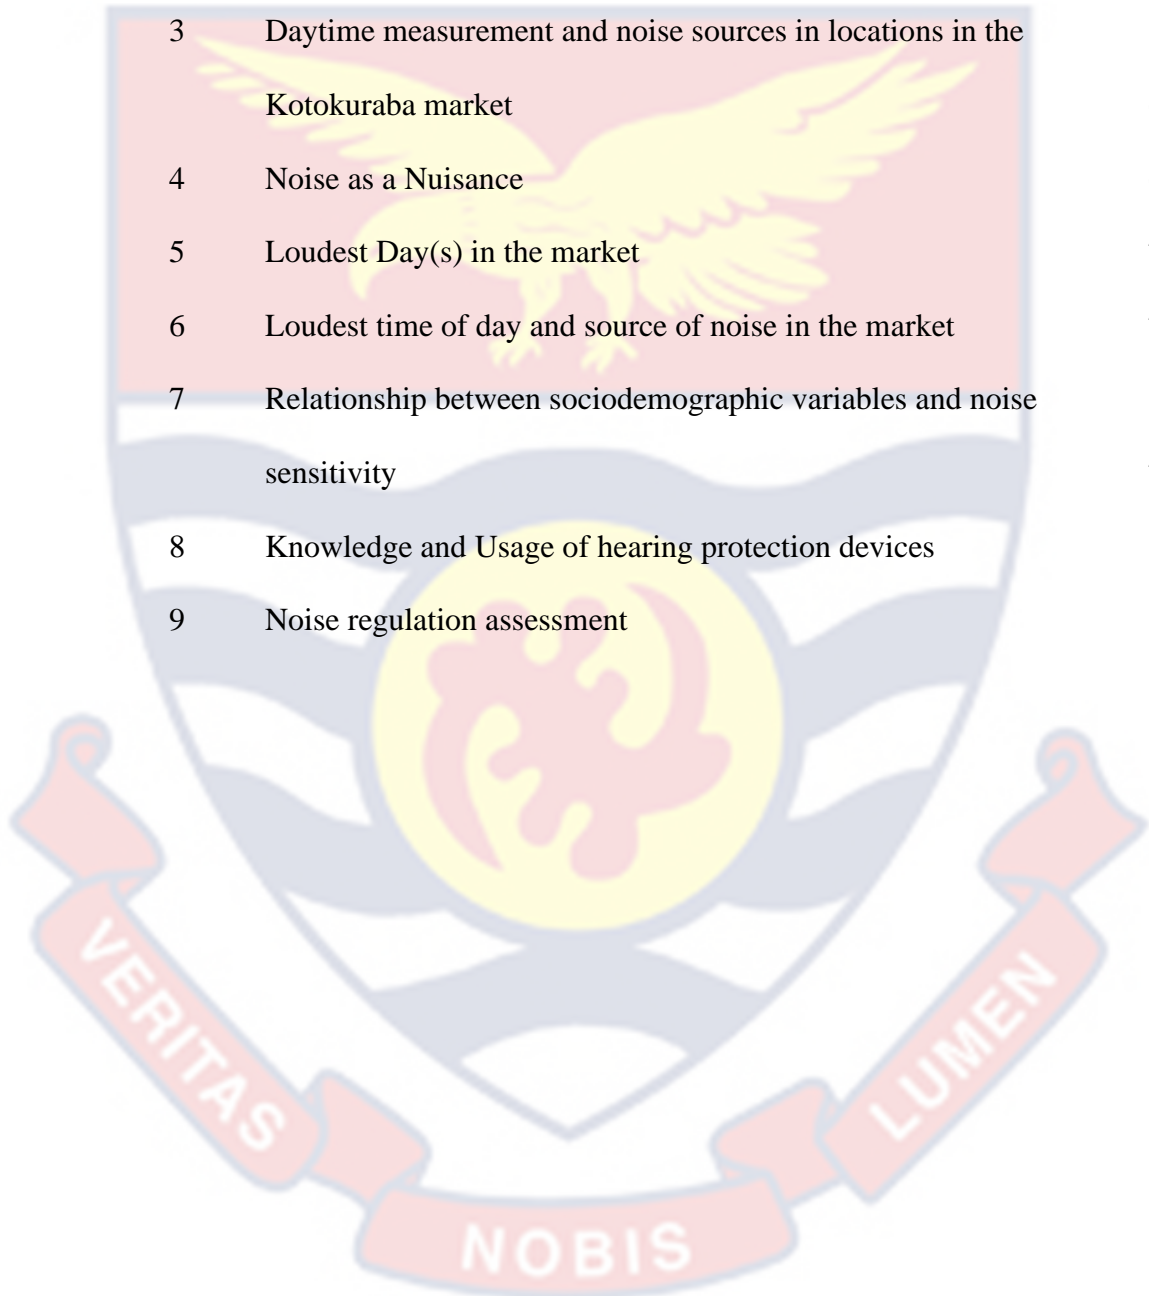 3 Daytime measurement and noise sources in locations in the
Kotokuraba market
4 Noise as a Nuisance
5 Loudest Day(s) in the market
6 Loudest time of day and source of noise in the market
7 Relationship between sociodemographic variables and noise
sensitivity
8 Knowledge and Usage of hearing protection devices
9 Noise regulation assessment
VERITAS
NOBIS
LUMEN